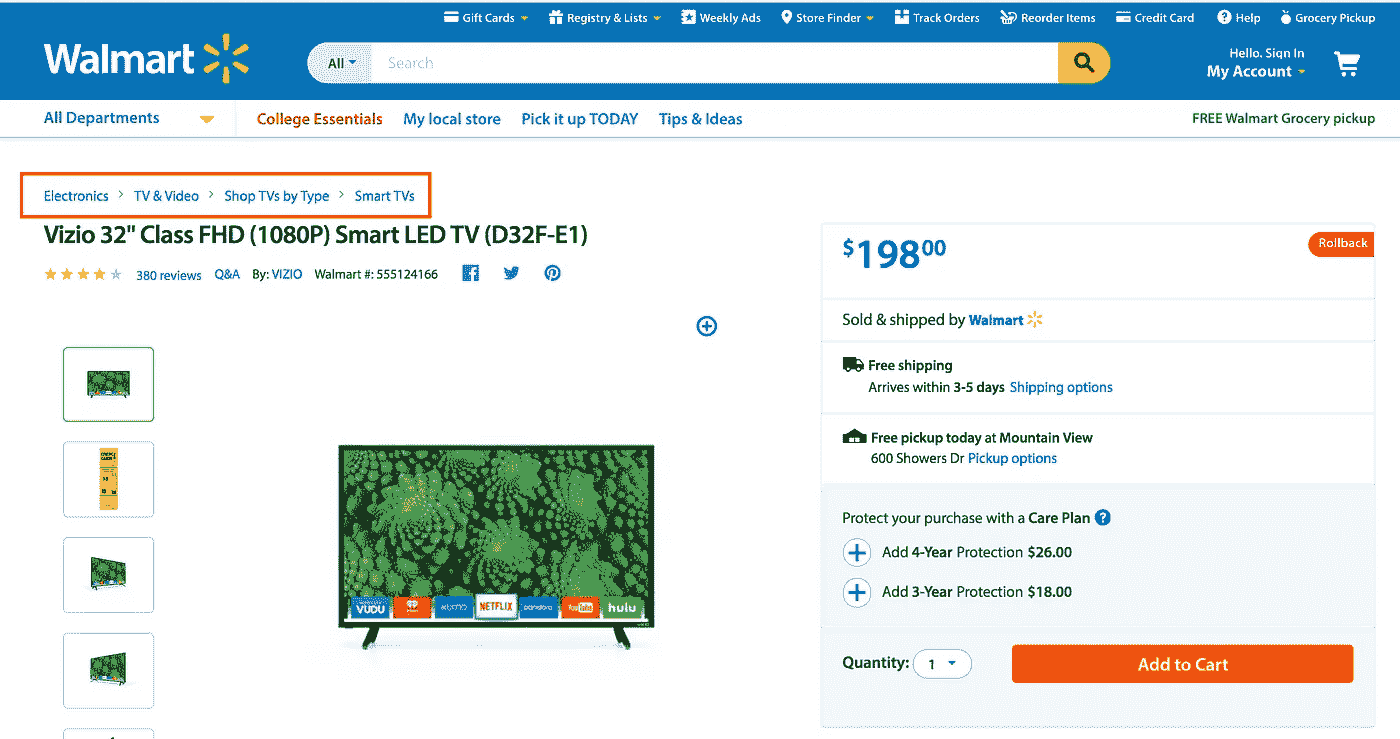 Gift Cards Registry & Lists Weekly Ads Store Finder Track Orders Reorder Items Credit Card Help Grocery Pickup
Walmart All Search Hello. Sign In
My Account
All Departments College Essentials My local store Pick it up TODAY Tips & Ideas FREE Walmart Grocery pickup
Electronics > TV & Video > Shop TVs by Type > Smart TVs
Vizio 32" Class FHD (1080P) Smart LED TV (D32F-E1)
380 reviews Q&A By: VIZIO Walmart #: 555124166
$19800
Rollback
Sold & shipped by Walmart
Free shipping
Arrives within 3-5 days Shipping options
Free pickup today at Mountain View
600 Showers Dr Pickup options
Protect your purchase with a Care Plan ?
Add 4-Year Protection $26.00
Add 3-Year Protection $18.00
Quantity: 1 Add to Cart
VUDU NETFLIX pandora YouTube hulu